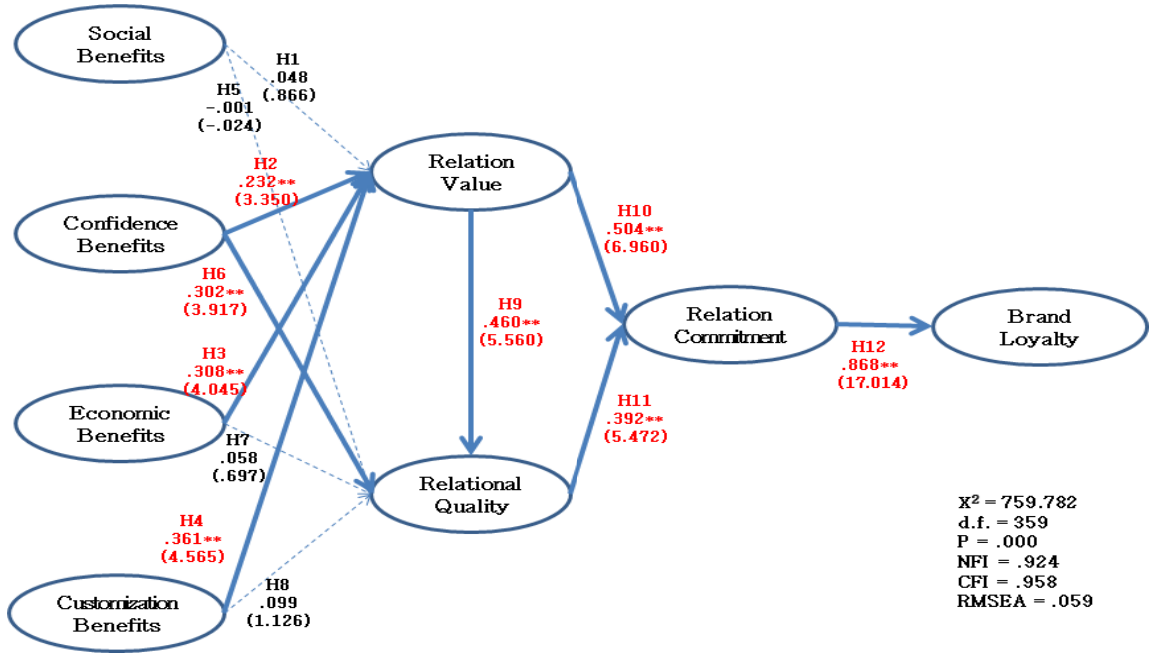 Social
Benefits
H1
.048
(.866)
H5
-.001
(-.024)
Relation
Value
H2
.232**
(3.350)
Confidence
Benefits
H10
.504**
(6.960)
H6
.302**
(3.917)
H9
.460**
(5.560)
Relation
Commitment
Brand
Loyalty
H12
.868**
(17.014)
H3
.308**
(4.045)
Economic
Benefits
H7
.058
(.697)
H11
.392**
(5.472)
Relational
Quality
H4
.361**
(4.565)
H8
.099
(1.126)
Customization
Benefits
X² = 759.782
d.f. = 359
P = .000
NFI = .924
CFI = .958
RMSEA = .059